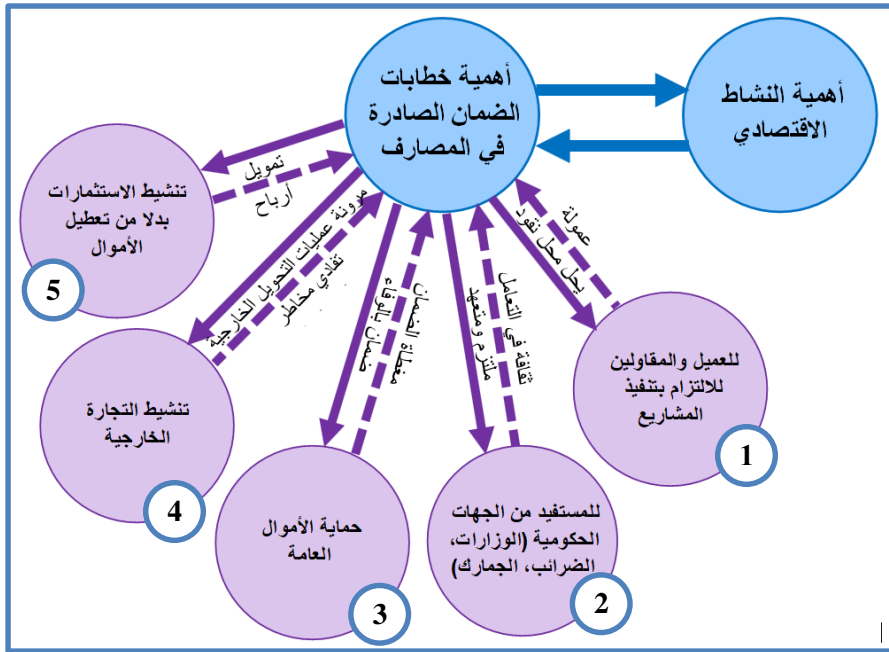 أهمية خطابات
الضمان الصادرة
في المصارف
أهمية النشاط
الاقتصادي
عمولة
يحل محل نقود
للعميل والمقاولين
للالتزام بتنفيذ
المشاريع
1
ثقافة في التعامل
ملتزم ومتعهد
للمستفيد من الجهات
الحكومية (الوزارات،
الضرائب، الجمارك)
2
مغطاة الضمان
ضمان بالوفاء
حماية الأموال
العامة
3
مرونة عمليات التحويل الخارجية
تفادي مخاطر
تنشيط التجارة
الخارجية
4
تمويل
أرباح
تنشيط الاستثمارات
بدلا من تعطيل
الأموال
5